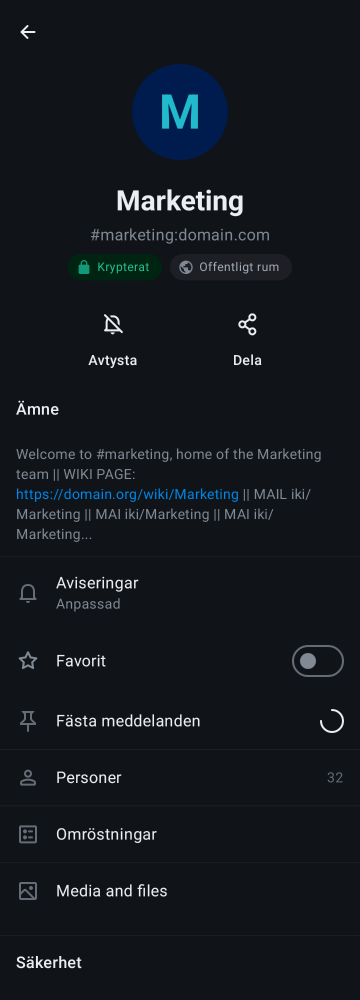 M
Marketing
#marketing:domain.com
Krypterat
Offentligt rum
Avtysta
Dela
Ämne
Welcome to #marketing, home of the Marketing
team || WIKI PAGE:
https://domain.org/wiki/Marketing || MAIL iki/
Marketing || MAI iki/Marketing || MAI iki/
Marketing...
Aviseringar
Anpassad
Favorit
Fästa meddelanden
Personer
32
Omröstningar
Media and files
Säkerhet